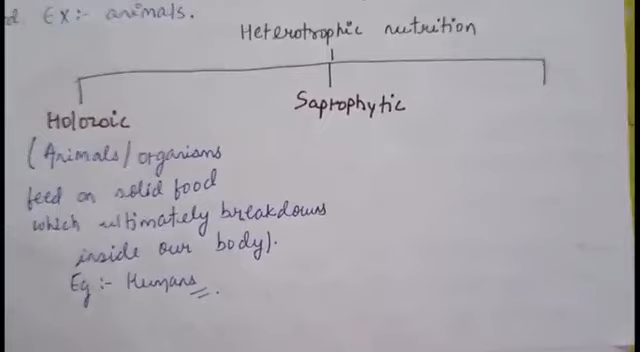 Ex:- animals.
Heterotrophic nutrition
Holozoic
Saprophytic
(Animals/organisms
feed on solid food
which ultimately breakdowns
inside our body).
Eg:- Humans.